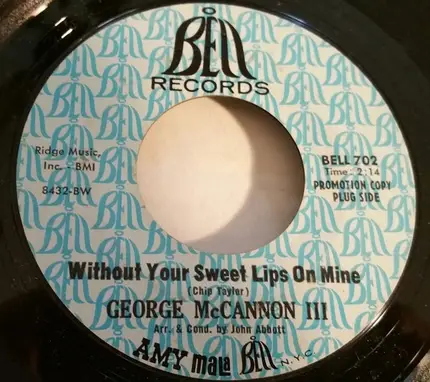 BELL
RECORDS
Ridge Music,
Inc. - BMI
8432-BW
BELL 702
Time: 2:14
PROMOTION COPY
PLUG SIDE
Without Your Sweet Lips On Mine
(Chip Taylor)
GEORGE McCANNON III
Arr. & Cond. by John Abbott
AMY mala BELL N.Y.C.